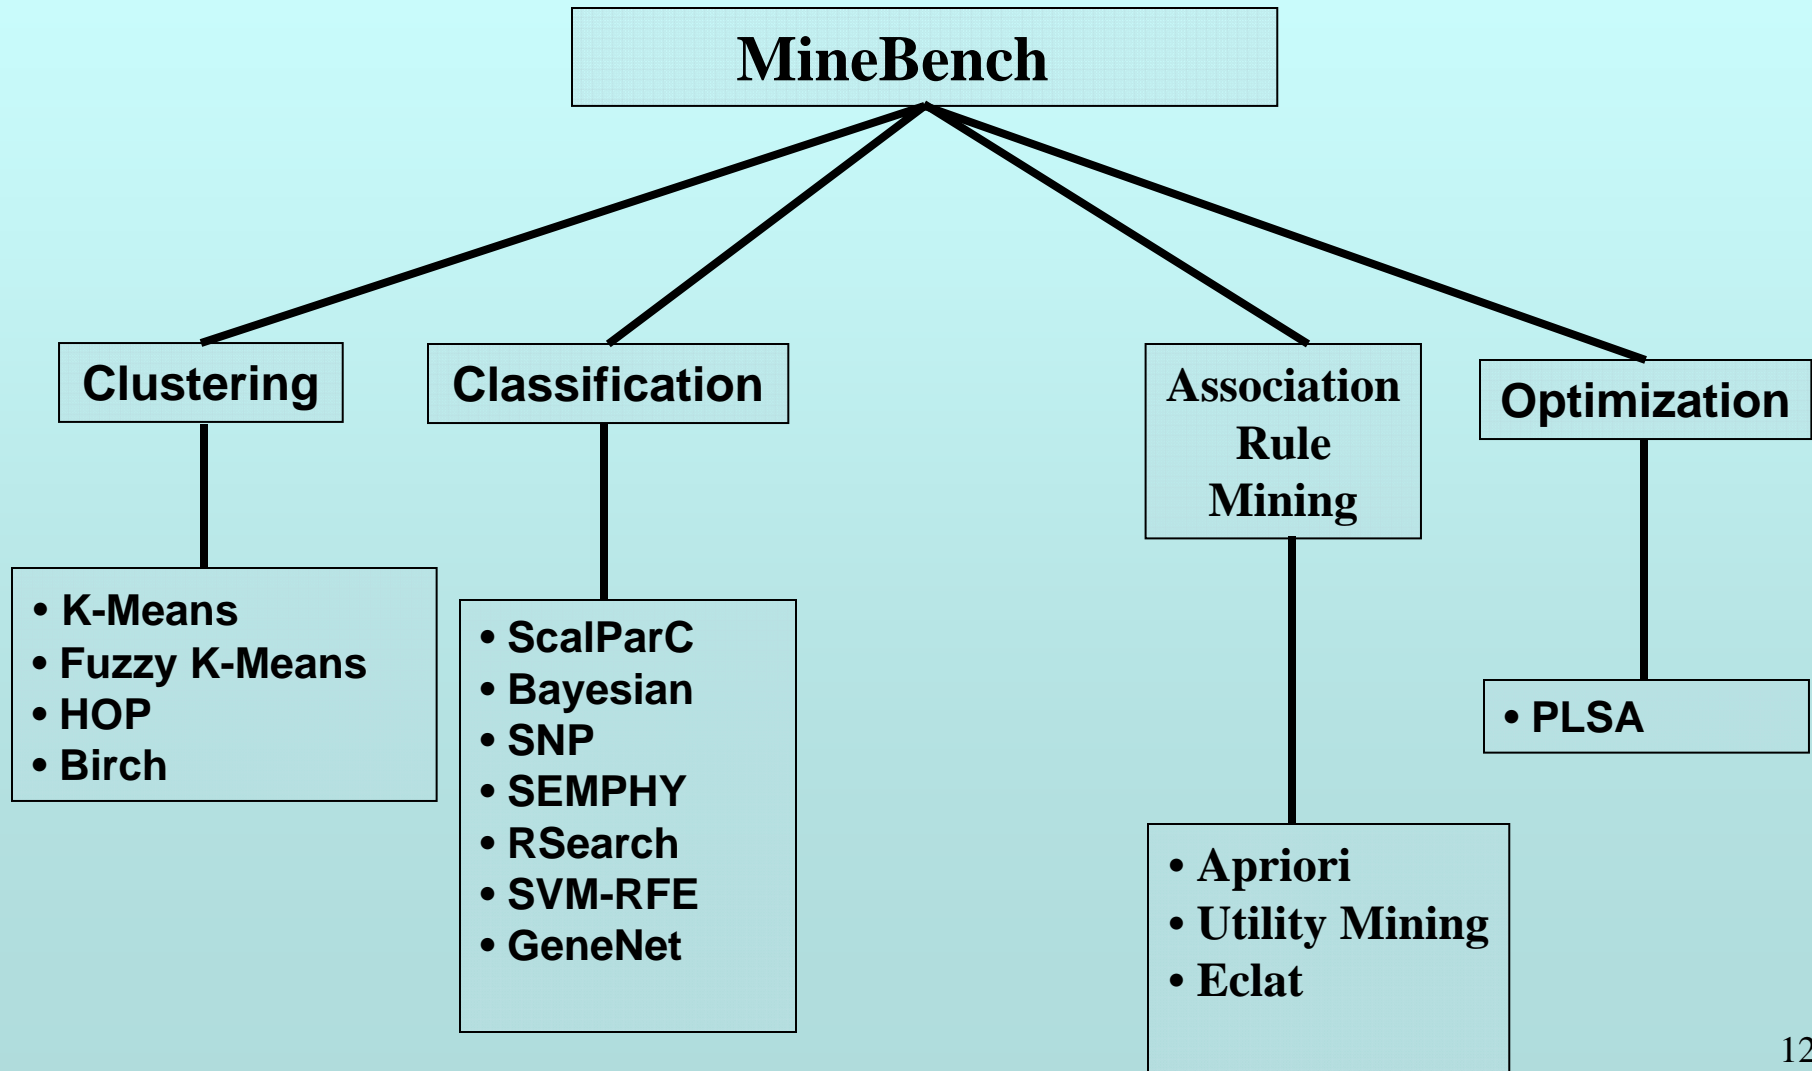 MineBench
Clustering
Classification
Association
Rule
Mining
Optimization
• K-Means
• Fuzzy K-Means
• HOP
• Birch
• ScalParC
• Bayesian
• SNP
• SEMPHY
• RSearch
• SVM-RFE
• GeneNet
• Apriori
• Utility Mining
• Eclat
• PLSA
12